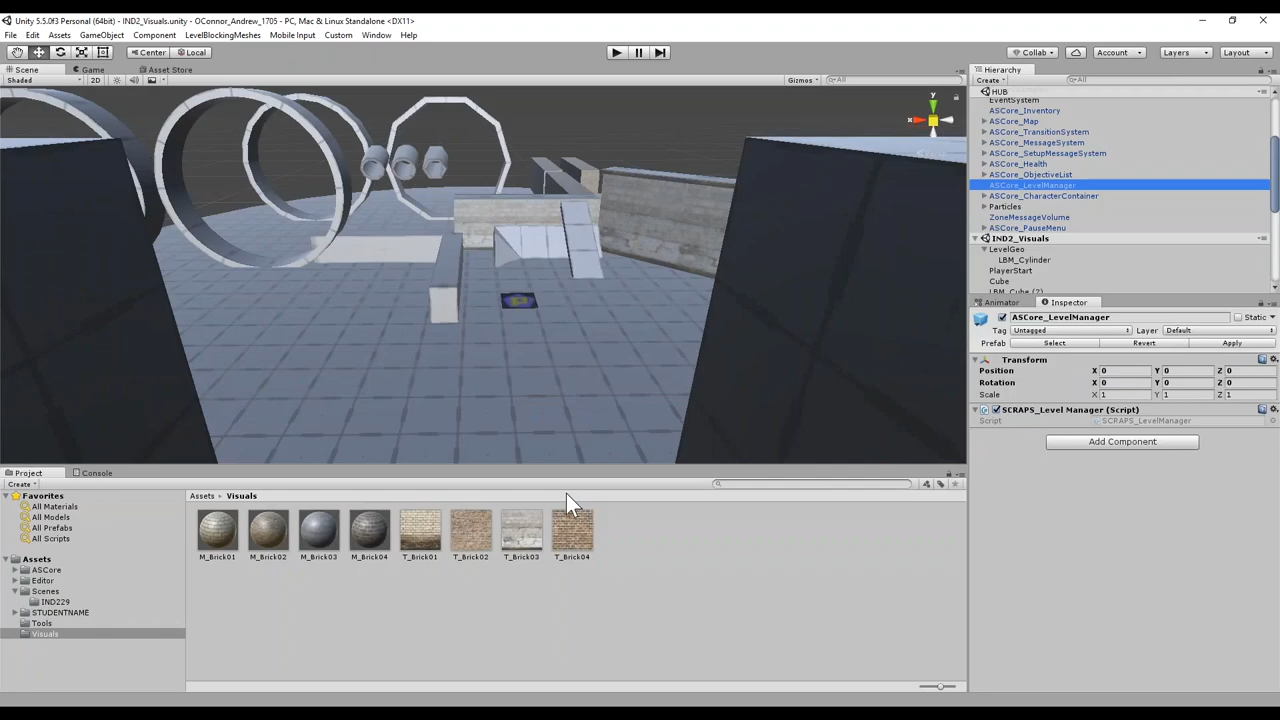 Unity 5.5.0f3 Personal (64bit) - IND2_Visuals.unity - OConnor_Andrew_1705 - PC, Mac & Linux Standalone <DX11>
File Edit Assets GameObject Component LevelBlockingMeshes Mobile Input Custom Window Help
Center Local Collab Account Layers Layout
Scene Game Asset Store
Shaded 2D Gizmos All
Hierarchy
Create All
HUB
EventSystem
ASCore_Inventory
ASCore_Map
ASCore_TransitionSystem
ASCore_MessageSystem
ASCore_SetupMessageSystem
ASCore_Health
ASCore_ObjectiveList
ASCore_LevelManager
ASCore_CharacterContainer
Particles
ZoneMessageVolume
ASCore_PauseMenu
IND2_Visuals
LevelGeo
LBM_Cylinder
PlayerStart
Cube
LBM_Cube (2)
y
x
Animator Inspector
ASCore_LevelManager Static
Tag Untagged Layer Default
Prefab Select Revert Apply
Transform
Position X 0 Y 0 Z 0
Rotation X 0 Y 0 Z 0
Scale X 1 Y 1 Z 1
SCRAPS_Level Manager (Script)
Script SCRAPS_LevelManager
Add Component
Project Console
Create
Favorites
All Materials
All Models
All Prefabs
All Scripts
Assets
ASCore
Editor
Scenes
IND229
STUDENTNAME
Tools
Visuals
Assets Visuals
M_Brick01 M_Brick02 M_Brick03 M_Brick04 T_Brick01 T_Brick02 T_Brick03 T_Brick04